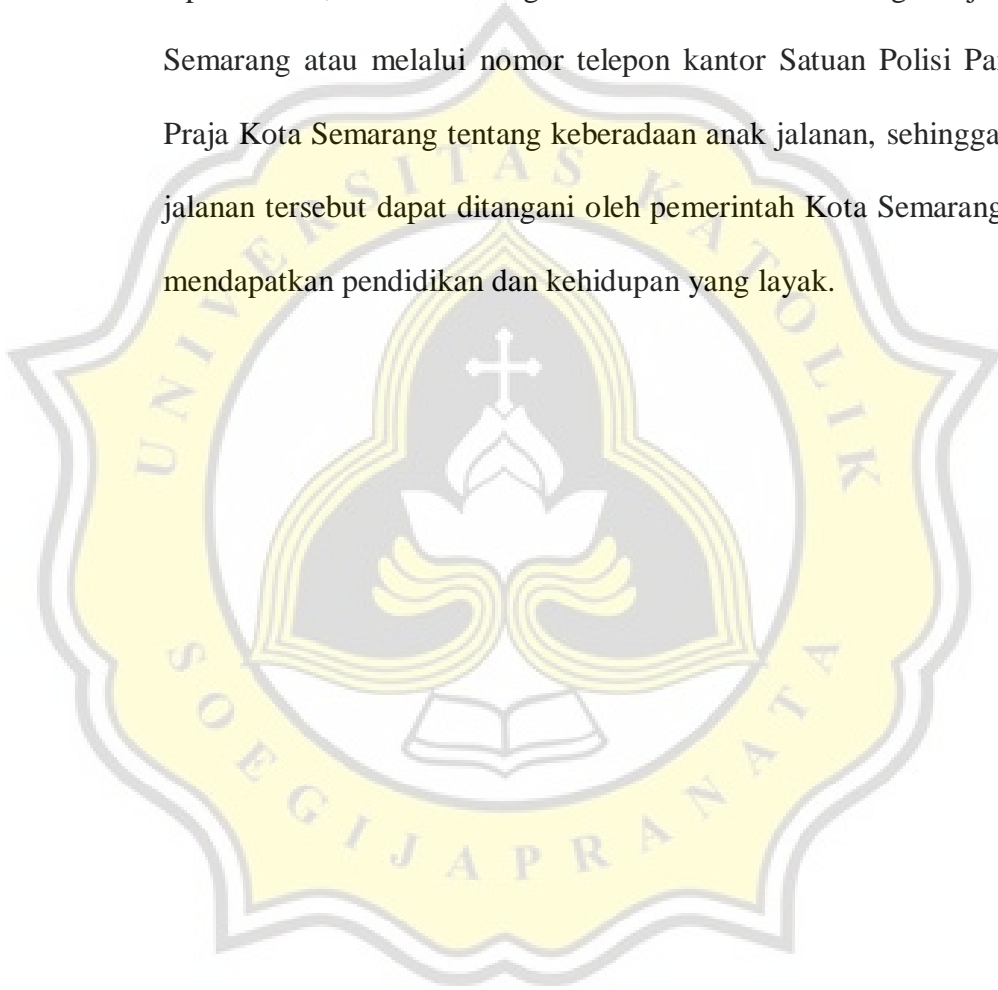 Semarang atau melalui nomor telepon kantor Satuan Polisi
Praja Kota Semarang tentang keberadaan anak jalanan, sehingga
jalanan tersebut dapat ditangani oleh pemerintah Kota Semarang
mendapatkan pendidikan dan kehidupan yang layak.
UNIVERSITAS KATOLIK
SOEGIJAPRANATA